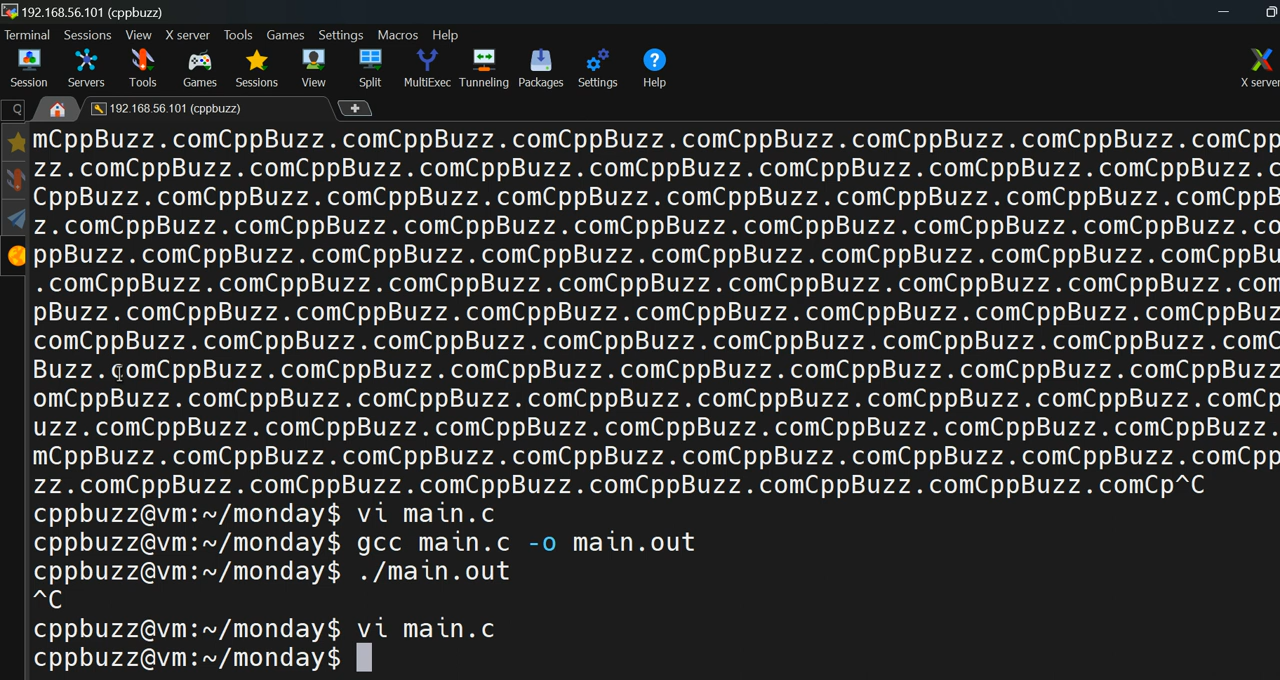 192.168.56.101 (cppbuzz)
Terminal Sessions View X server Tools Games Settings Macros Help
Session Servers Tools Games Sessions View Split MultiExec Tunneling Packages Settings Help X server
192.168.56.101 (cppbuzz)
mCppBuzz.comCppBuzz.comCppBuzz.comCppBuzz.comCppBuzz.comCppBuzz.comCppBuzz.comCpp
zz.comCppBuzz.comCppBuzz.comCppBuzz.comCppBuzz.comCppBuzz.comCppBuzz.comCppBuzz.c
CppBuzz.comCppBuzz.comCppBuzz.comCppBuzz.comCppBuzz.comCppBuzz.comCppBuzz.comCppB
z.comCppBuzz.comCppBuzz.comCppBuzz.comCppBuzz.comCppBuzz.comCppBuzz.comCppBuzz.co
ppBuzz.comCppBuzz.comCppBuzz.comCppBuzz.comCppBuzz.comCppBuzz.comCppBuzz.comCppBu
.comCppBuzz.comCppBuzz.comCppBuzz.comCppBuzz.comCppBuzz.comCppBuzz.comCppBuzz.com
pBuzz.comCppBuzz.comCppBuzz.comCppBuzz.comCppBuzz.comCppBuzz.comCppBuzz.comCppBuz
comCppBuzz.comCppBuzz.comCppBuzz.comCppBuzz.comCppBuzz.comCppBuzz.comCppBuzz.comC
Buzz.comCppBuzz.comCppBuzz.comCppBuzz.comCppBuzz.comCppBuzz.comCppBuzz.comCppBuzz
omCppBuzz.comCppBuzz.comCppBuzz.comCppBuzz.comCppBuzz.comCppBuzz.comCppBuzz.comCp
uzz.comCppBuzz.comCppBuzz.comCppBuzz.comCppBuzz.comCppBuzz.comCppBuzz.comCppBuzz.
mCppBuzz.comCppBuzz.comCppBuzz.comCppBuzz.comCppBuzz.comCppBuzz.comCppBuzz.comCpp
zz.comCppBuzz.comCppBuzz.comCppBuzz.comCppBuzz.comCppBuzz.comCppBuzz.comCp^C
cppbuzz@vm:~/monday$ vi main.c
cppbuzz@vm:~/monday$ gcc main.c -o main.out
cppbuzz@vm:~/monday$ ./main.out
^C
cppbuzz@vm:~/monday$ vi main.c
cppbuzz@vm:~/monday$